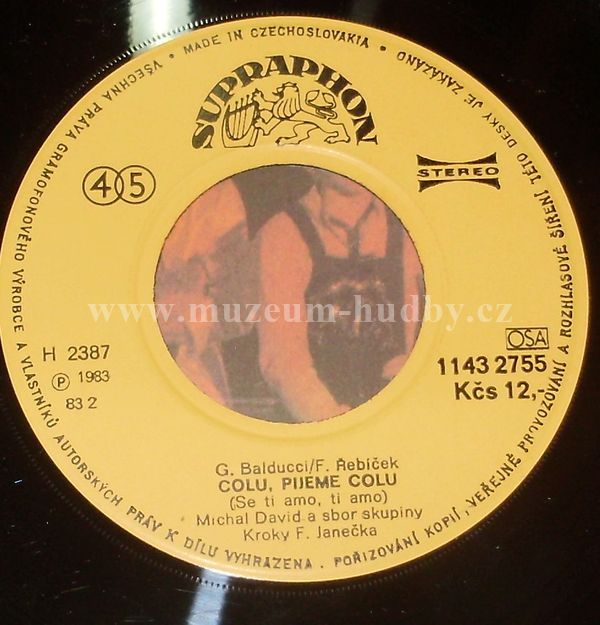 VŠECHNA PRÁVA GRAMOFONOVÉHO VÝROBCE A VLASTNÍKŮ AUTORSKÝCH PRÁV K DÍLU VYHRAZENA. POŘIZOVÁNÍ KOPIÍ, VEŘEJNÉ PROVOZOVÁNÍ A ROZHLASOVÉ ŠÍŘENÍ TÉTO DESKY JE ZAKÁZÁNO
• MADE IN CZECHOSLOVAKIA •
SUPRAPHON
45
STEREO
www.muzeum-hudby.cz
H 2387
℗ 1983
83 2
OSA
1143 2755
Kčs 12,-
G. Balducci/F. Řebíček
COLU, PIJEME COLU
(Se ti amo, ti amo)
Michal David a sbor skupiny
Kroky F. Janečka